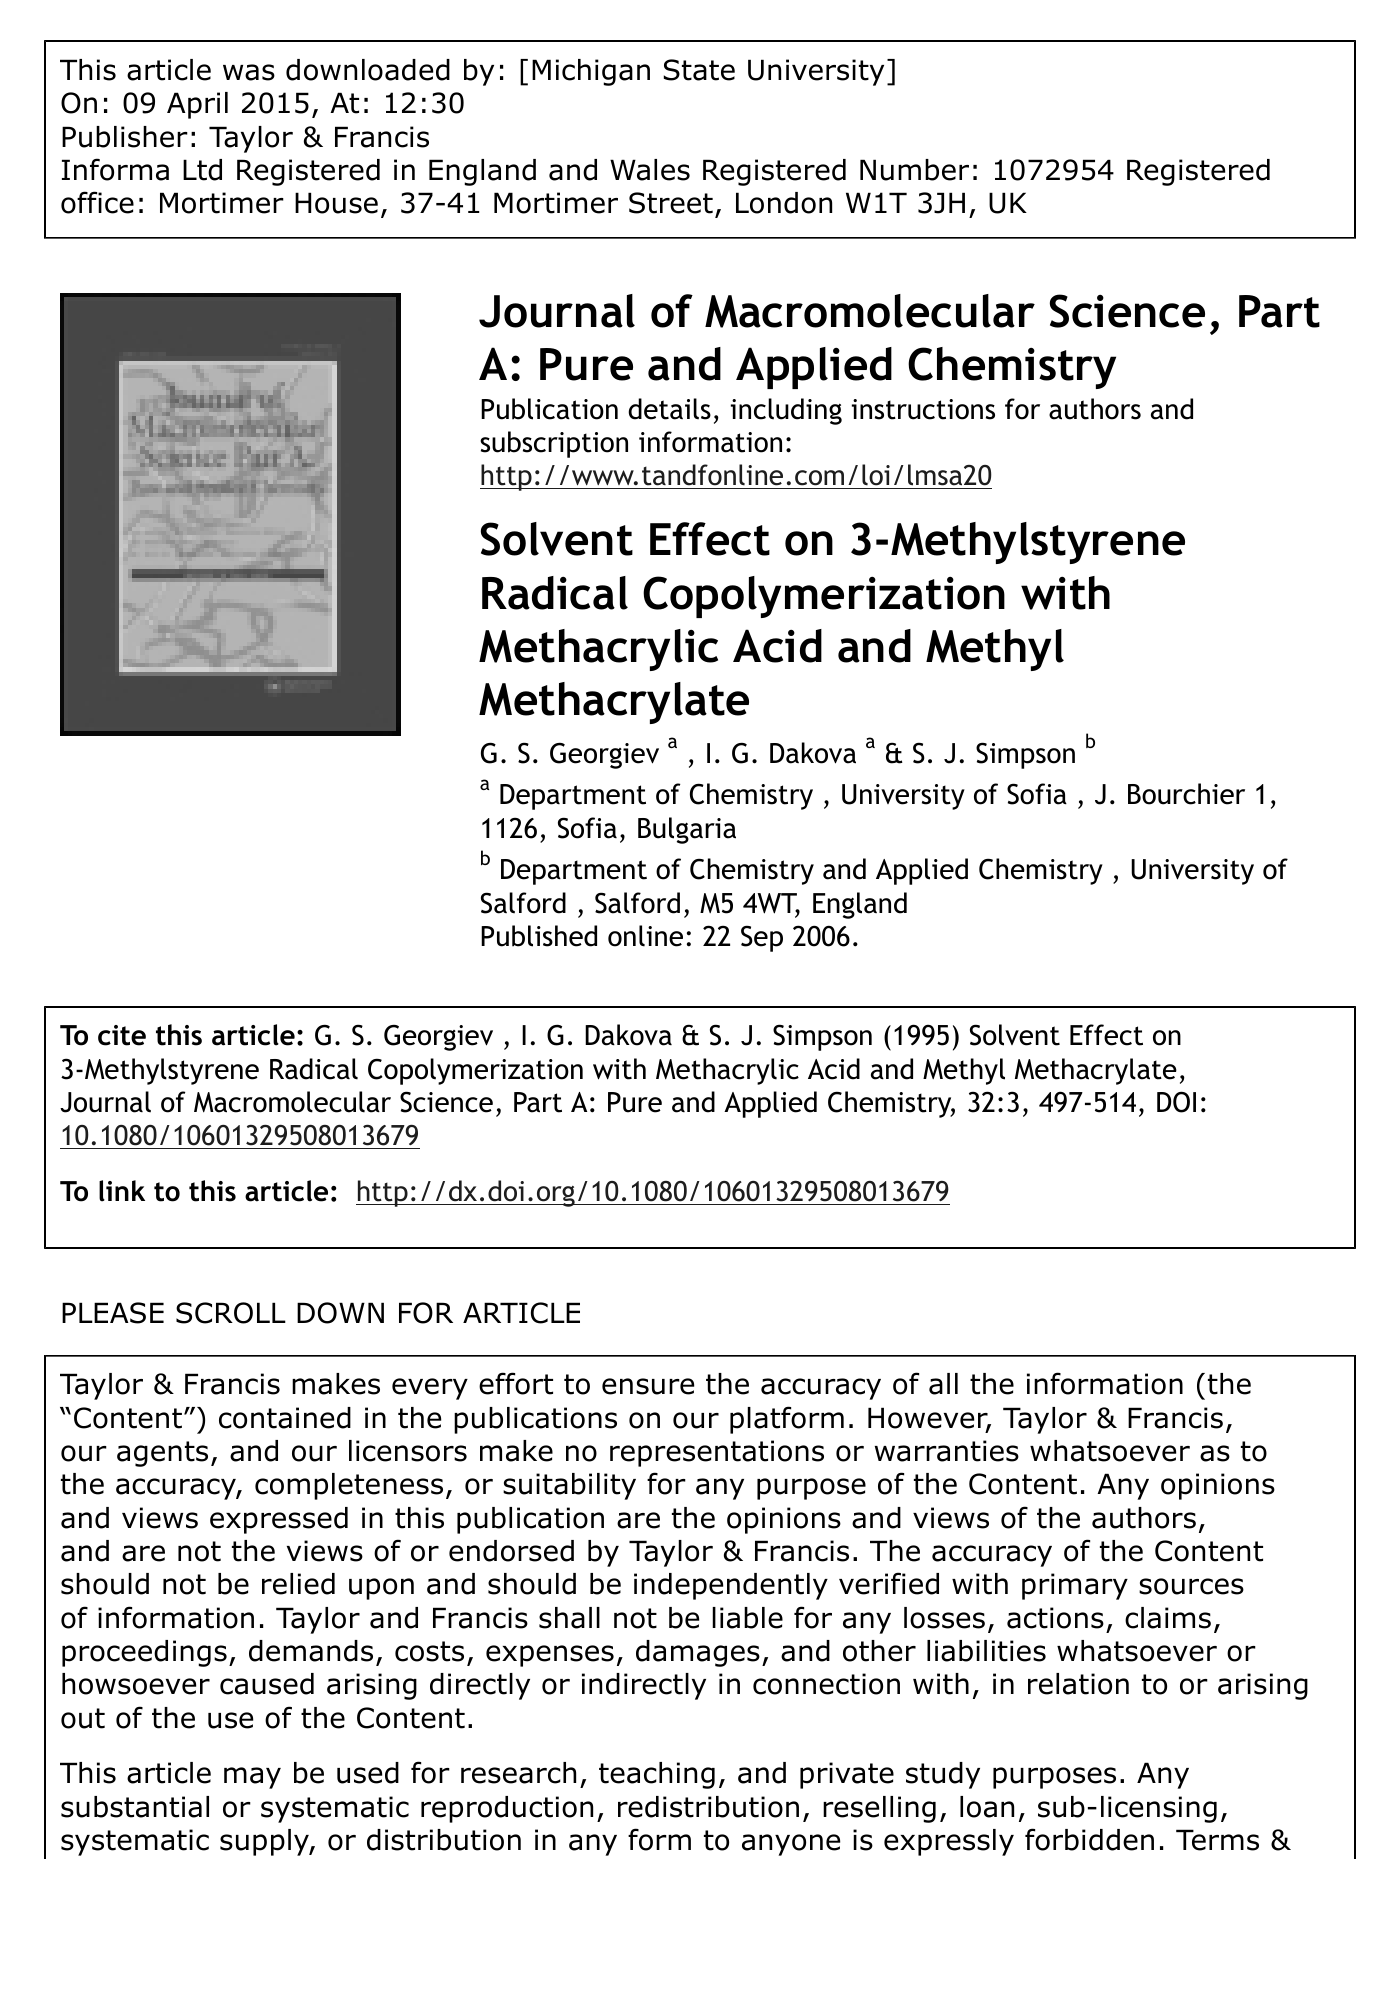 This article was downloaded by: [Michigan State University]
On: 09 April 2015, At: 12:30
Publisher: Taylor & Francis
Informa Ltd Registered in England and Wales Registered Number: 1072954 Registered
office: Mortimer House, 37-41 Mortimer Street, London W1T 3JH, UK
Journal of
Macromolecular
Science Part A:
Journal of Macromolecular Science, Part
A: Pure and Applied Chemistry
Publication details, including instructions for authors and
subscription information:
http://www.tandfonline.com/loi/lmsa20
Solvent Effect on 3-Methylstyrene
Radical Copolymerization with
Methacrylic Acid and Methyl
Methacrylate
G. S. Georgiev a , I. G. Dakova a & S. J. Simpson b
a Department of Chemistry , University of Sofia , J. Bourchier 1,
1126, Sofia, Bulgaria
b Department of Chemistry and Applied Chemistry , University of
Salford , Salford, M5 4WT, England
Published online: 22 Sep 2006.
To cite this article: G. S. Georgiev , I. G. Dakova & S. J. Simpson (1995) Solvent Effect on
3-Methylstyrene Radical Copolymerization with Methacrylic Acid and Methyl Methacrylate,
Journal of Macromolecular Science, Part A: Pure and Applied Chemistry, 32:3, 497-514, DOI:
10.1080/10601329508013679
To link to this article: http://dx.doi.org/10.1080/10601329508013679
PLEASE SCROLL DOWN FOR ARTICLE
Taylor & Francis makes every effort to ensure the accuracy of all the information (the
“Content”) contained in the publications on our platform. However, Taylor & Francis,
our agents, and our licensors make no representations or warranties whatsoever as to
the accuracy, completeness, or suitability for any purpose of the Content. Any opinions
and views expressed in this publication are the opinions and views of the authors,
and are not the views of or endorsed by Taylor & Francis. The accuracy of the Content
should not be relied upon and should be independently verified with primary sources
of information. Taylor and Francis shall not be liable for any losses, actions, claims,
proceedings, demands, costs, expenses, damages, and other liabilities whatsoever or
howsoever caused arising directly or indirectly in connection with, in relation to or arising
out of the use of the Content.
This article may be used for research, teaching, and private study purposes. Any
substantial or systematic reproduction, redistribution, reselling, loan, sub-licensing,
systematic supply, or distribution in any form to anyone is expressly forbidden. Terms &